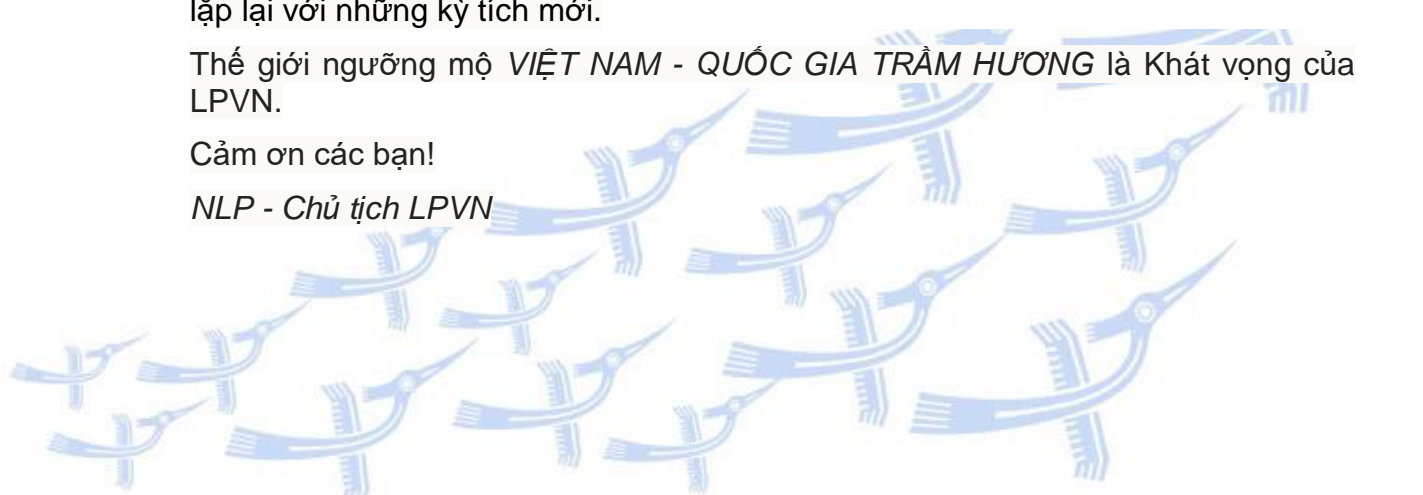 lặp lại với những kỳ tích mới.
Thế giới ngưỡng mộ VIỆT NAM - QUỐC GIA TRẦM HƯƠNG là Khát vọng của
LPVN.
Cảm ơn các bạn!
NLP - Chủ tịch LPVN